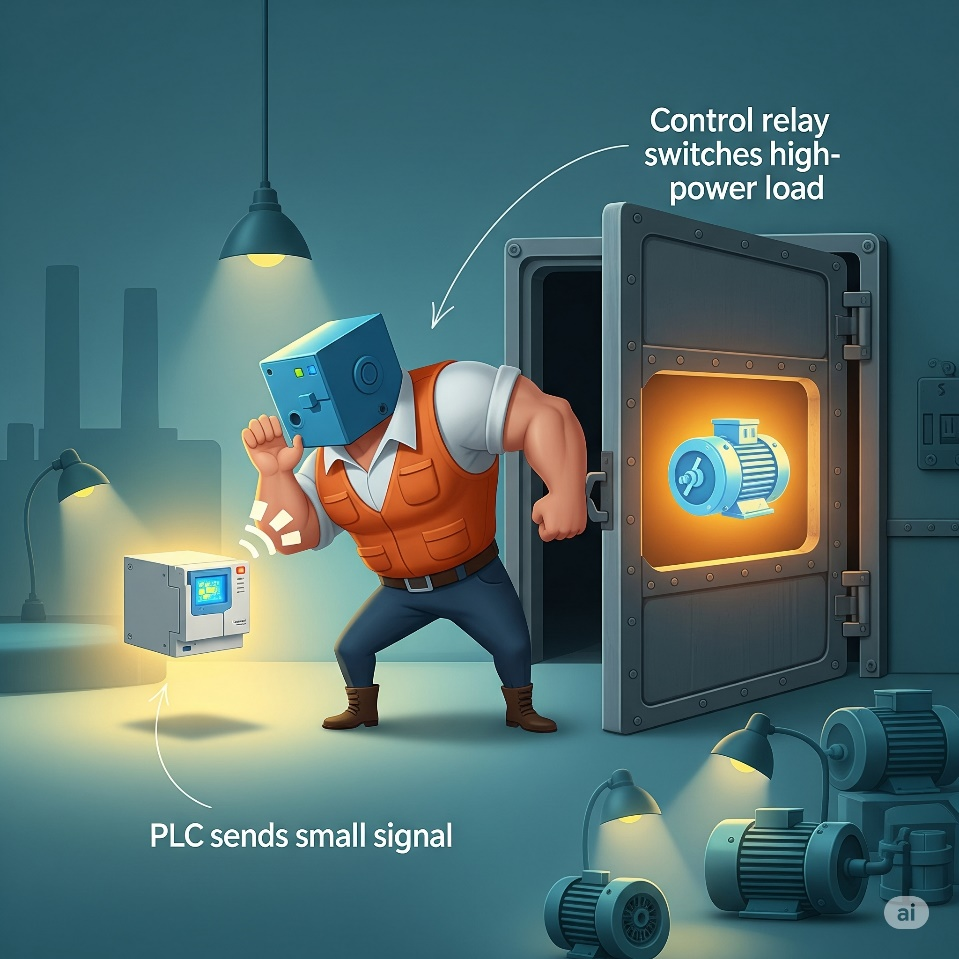 Control relay
switches high-
power load
PLC sends small signal
ai